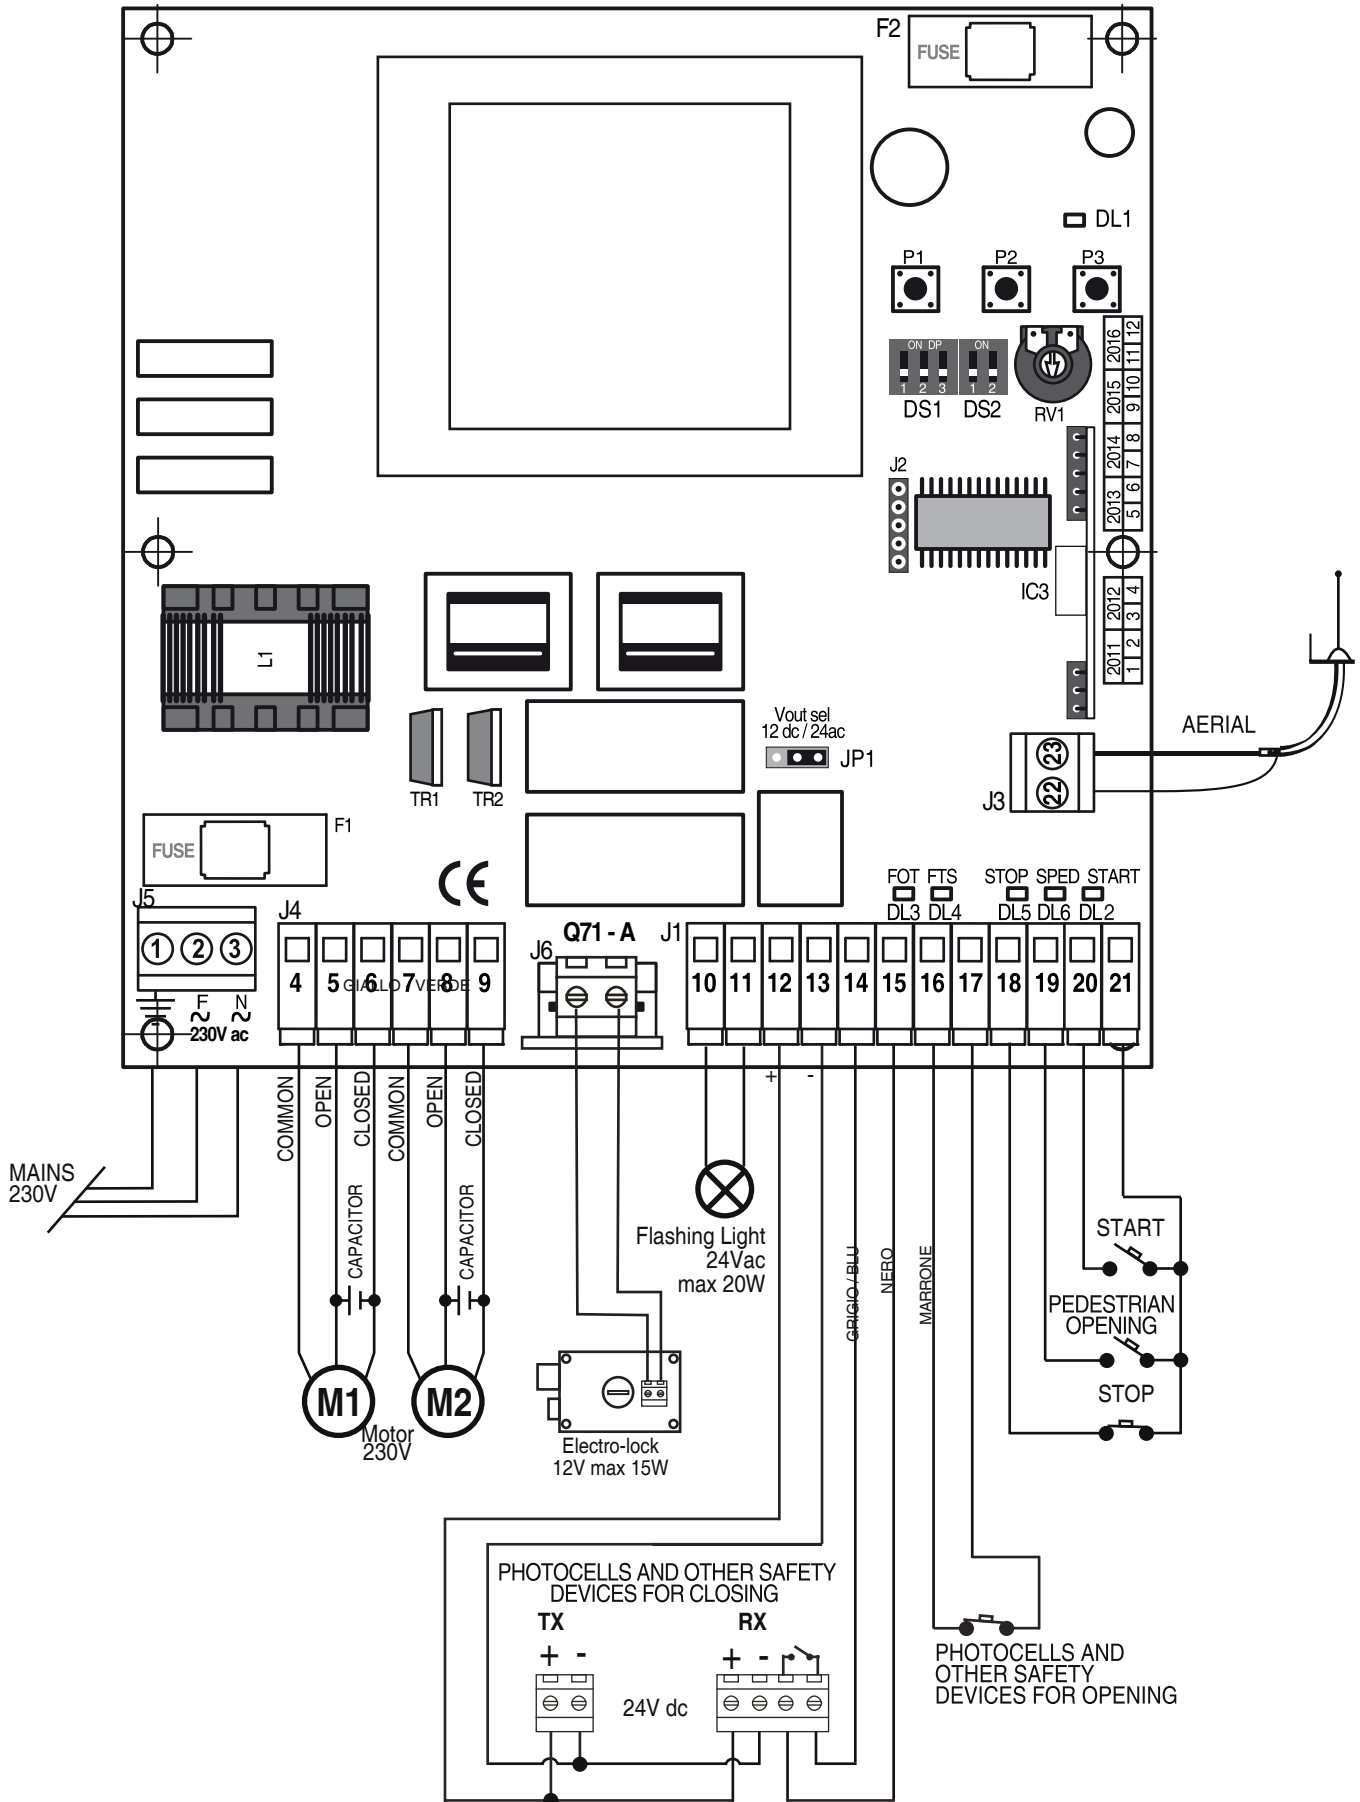 F2
FUSE
DL1
P1 P2 P3
ON DP
1 2 3
DS1
ON
1 2
DS2
RV1
2016
12
11
2015
10
9
2014
8
7
2013
6
5
2012
4
3
2011
2
1
J2
IC3
L1
TR1
TR2
Vout sel
12 dc / 24ac
JP1
AERIAL
J3
23
22
F1
FUSE
CE
FOT FTS STOP SPED START
DL3 DL4 DL5 DL6 DL2
J5
1 2 3
F N
230V ac
J4
4 5 6 7 8 9
GIALLO / VERDE
Q71 - A
J6
J1
10 11 12 13 14 15 16 17 18 19 20 21
+ -
COMMON
OPEN
CLOSED
COMMON
OPEN
CLOSED
MAINS
230V
CAPACITOR
CAPACITOR
M1 M2
Motor
230V
Flashing Light
24Vac
max 20W
Electro-lock
12V max 15W
GRIGIO / BLU
NERO
MARRONE
START
PEDESTRIAN
OPENING
STOP
PHOTOCELLS AND OTHER SAFETY
DEVICES FOR CLOSING
TX RX
+ - + -
24V dc
PHOTOCELLS AND
OTHER SAFETY
DEVICES FOR OPENING